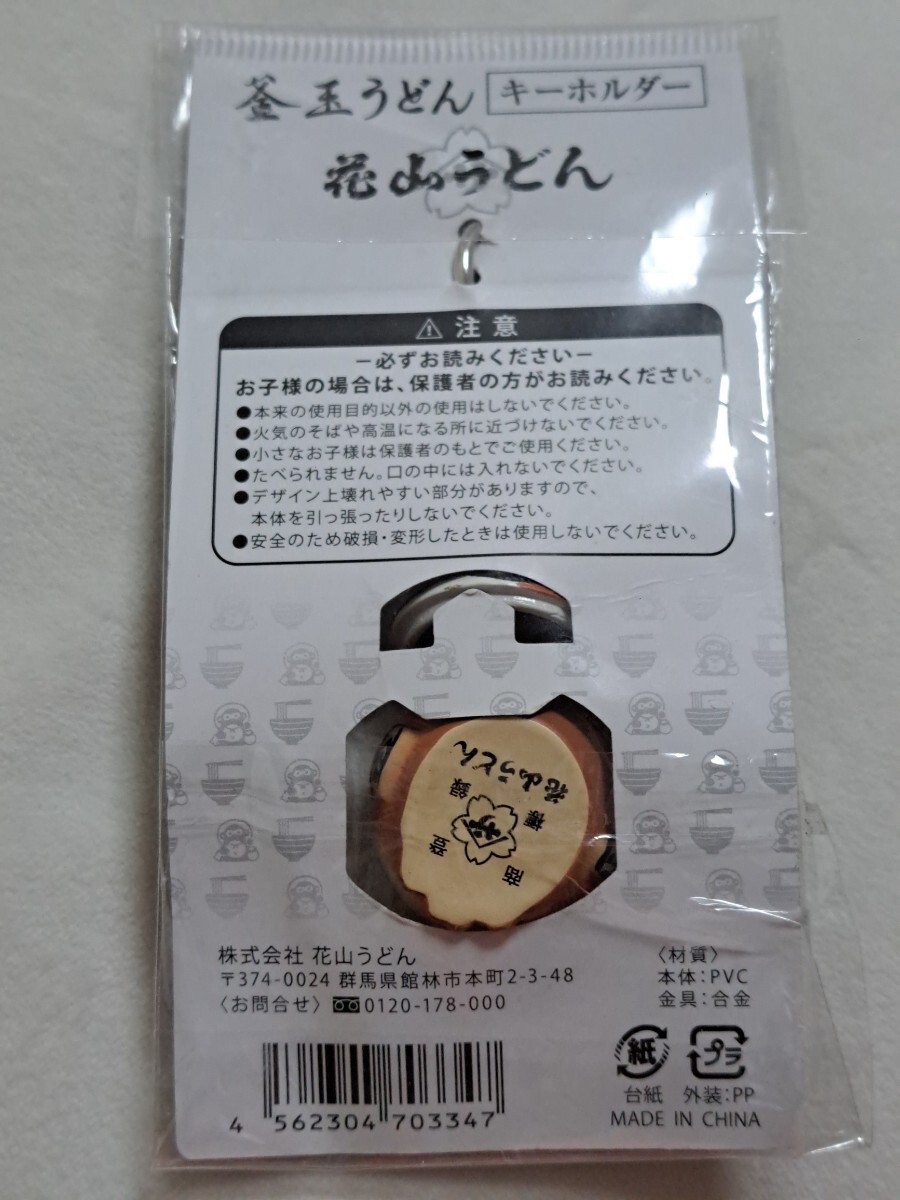 釜玉うどん キーホルダー
花山うどん
⚠ 注意
−必ずお読みください−
お子様の場合は、保護者の方がお読みください。
●本来の使用目的以外の使用はしないでください。
●火気のそばや高温になる所に近づけないでください。
●小さなお子様は保護者のもとでご使用ください。
●たべられません。口の中には入れないでください。
●デザイン上壊れやすい部分がありますので、
本体を引っ張ったりしないでください。
●安全のため破損・変形したときは使用しないでください。
花山うどん
登録
商標
株式会社 花山うどん
〒374-0024 群馬県館林市本町2-3-48
〈お問合せ〉 0120-178-000
〈材質〉
本体:PVC
金具:合金
紙
プラ
台紙 外装:PP
MADE IN CHINA
4 562304 703347